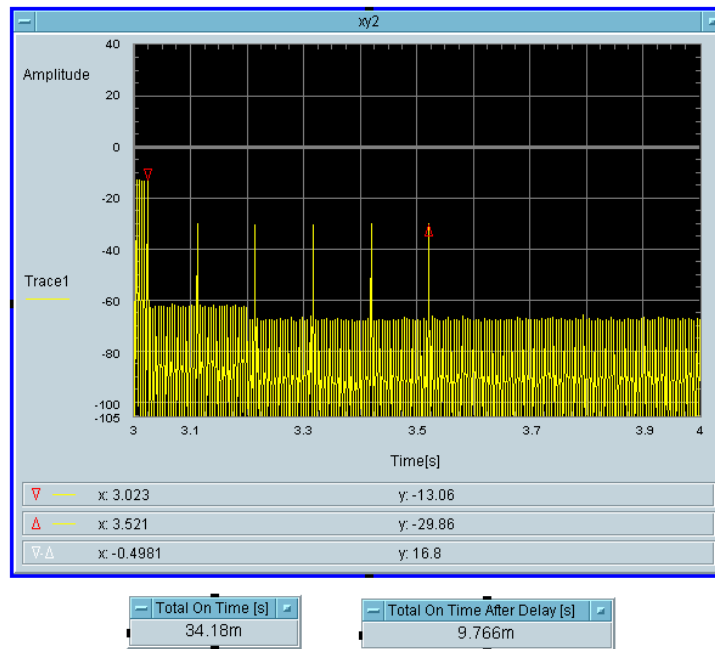 xy2
Amplitude
40
20
0
-20
-40
-60
-80
-100
-105
Trace1
3 3.1 3.3 3.5 3.7 3.9 4
Time[s]
x: 3.023 y: -13.06
x: 3.521 y: -29.86
x: -0.4981 y: 16.8
Total On Time [s]
34.18m
Total On Time After Delay [s]
9.766m